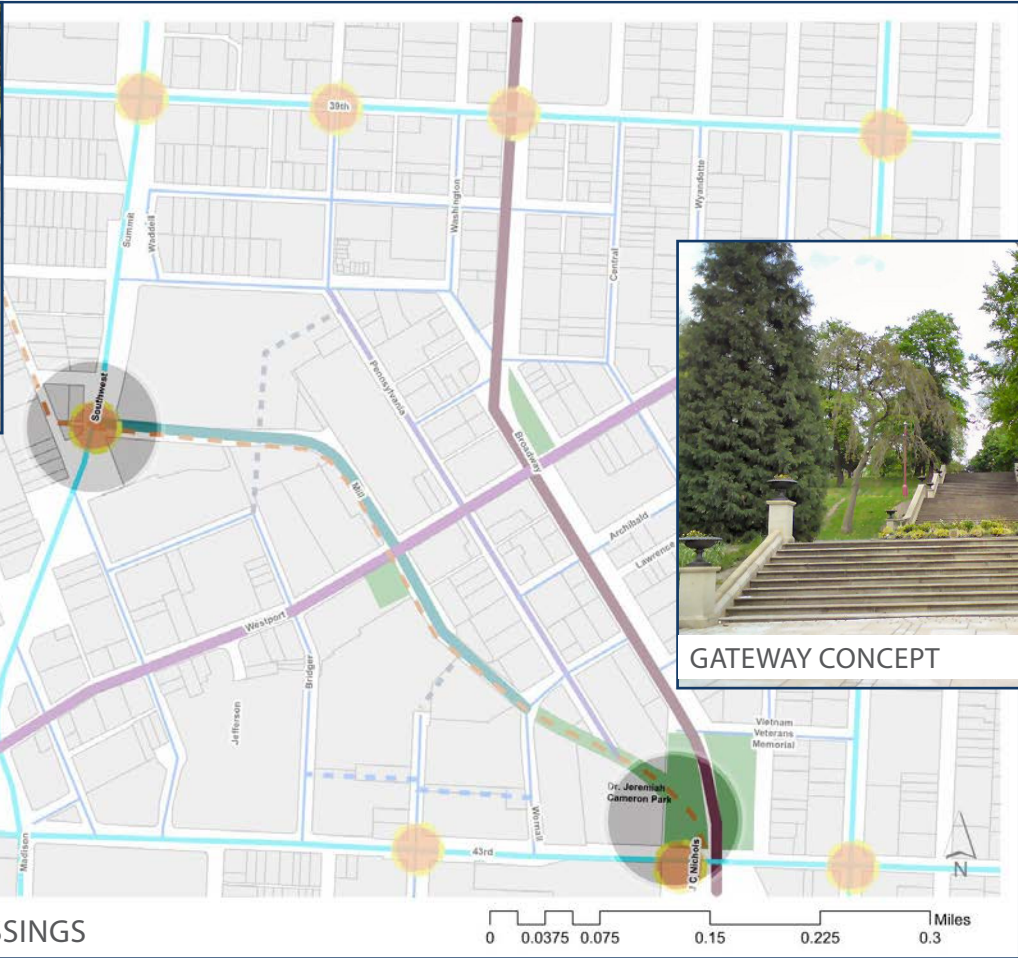 39th
Summit
Waddell
Washington
Wyandotte
Central
Southwest
Pennsylvania
Broadway
Mill
Archibald
Lawrence
Westport
Bridger
Jefferson
GATEWAY CONCEPT
Vietnam
Veterans
Memorial
Dr. Jeremiah
Cameron Park
Wornall
Madison
43rd
J C Nichols
N
SSINGS
Miles
0 0.0375 0.075 0.15 0.225 0.3